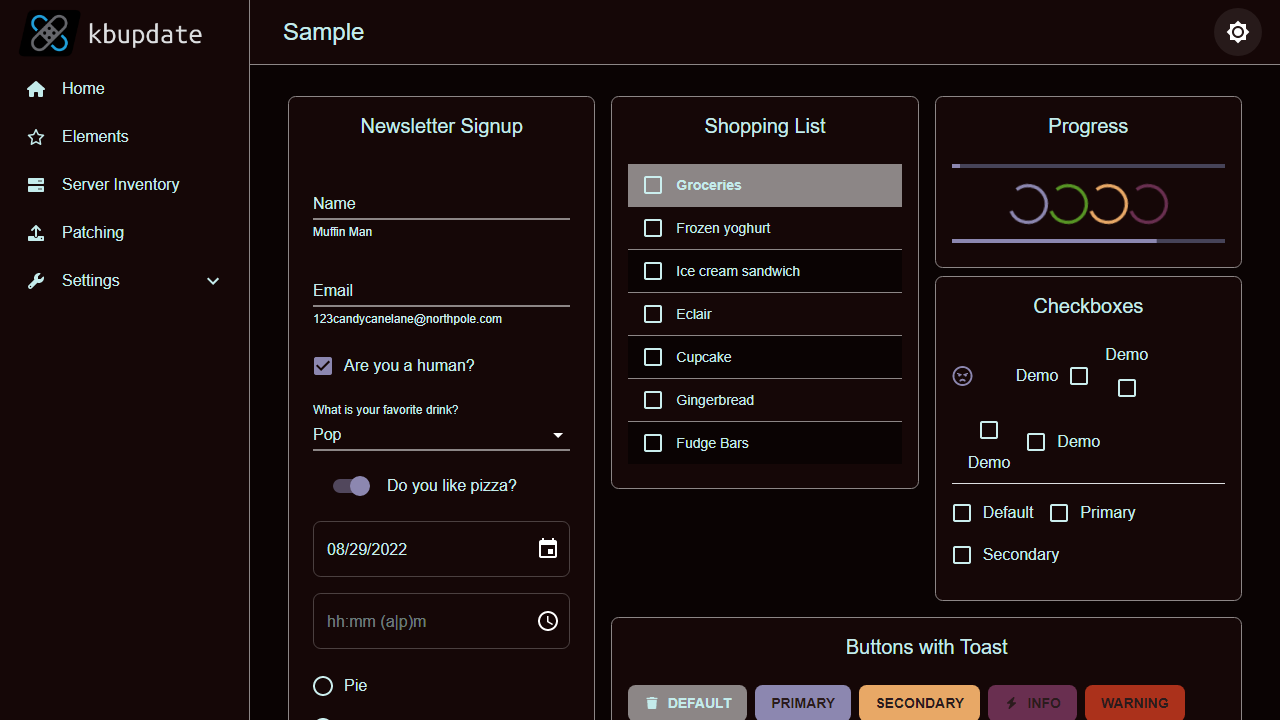 kbupdate
Sample
Home
Elements
Server Inventory
Patching
Settings
Newsletter Signup
Name
Muffin Man
Email
123candycanelane@northpole.com
Are you a human?
What is your favorite drink?
Pop
Do you like pizza?
08/29/2022
hh:mm (a|p)m
Pie
Shopping List
Groceries
Frozen yoghurt
Ice cream sandwich
Eclair
Cupcake
Gingerbread
Fudge Bars
Progress
Checkboxes
Demo
Demo
Demo
Demo
Default Primary
Secondary
Buttons with Toast
DEFAULT PRIMARY SECONDARY INFO WARNING